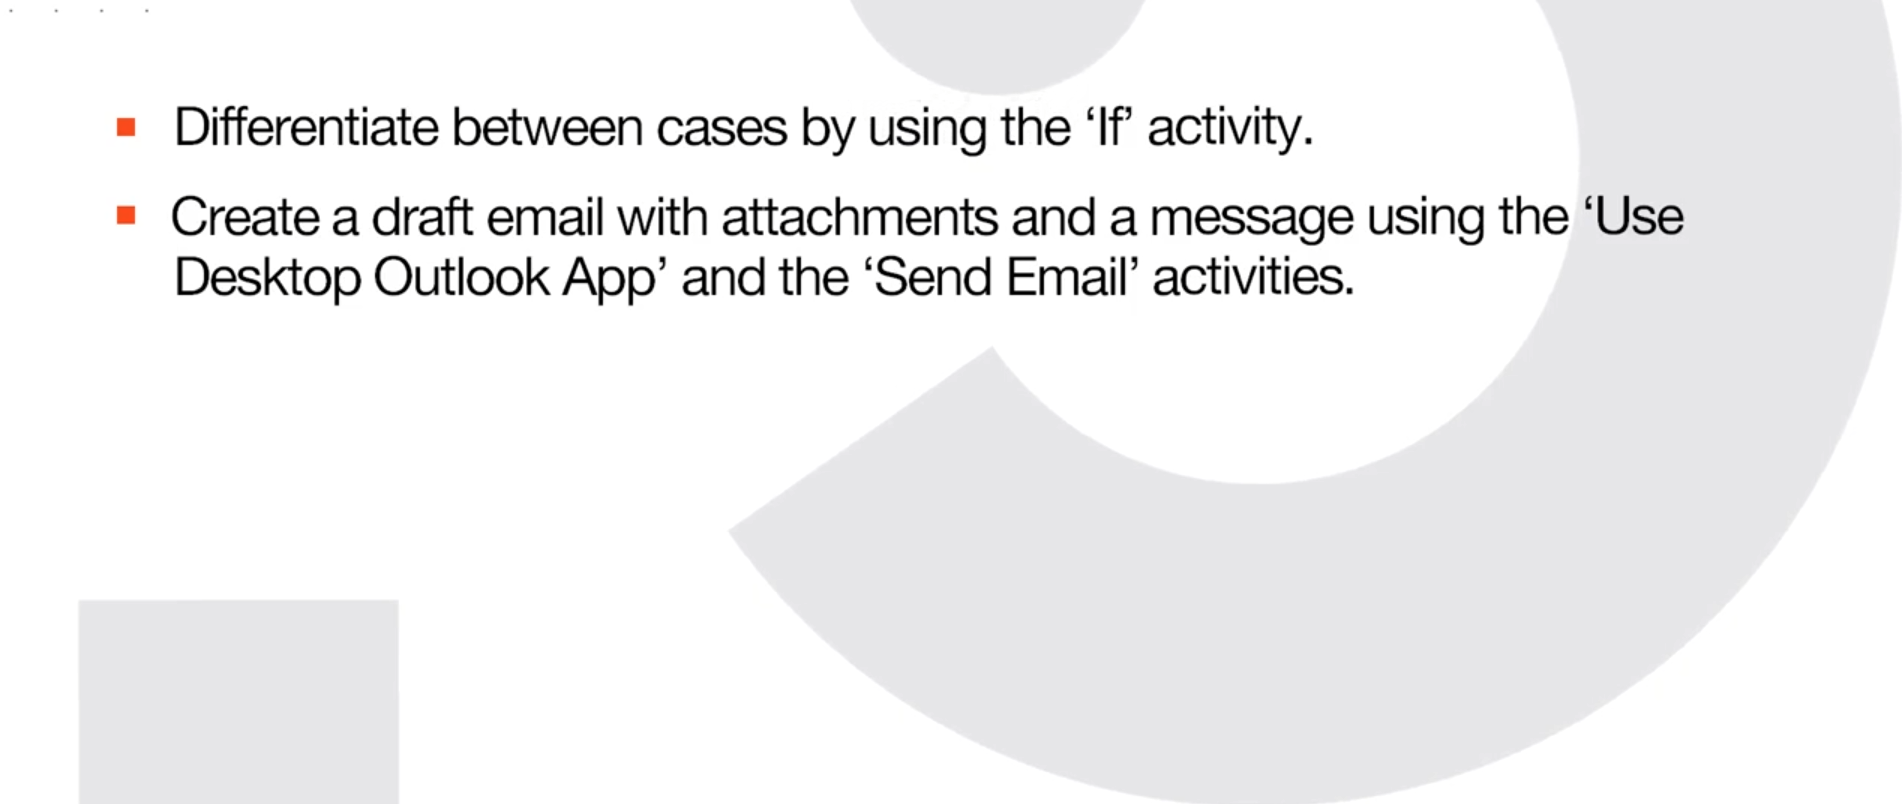 Differentiate between cases by using the ‘If’ activity.
Create a draft email with attachments and a message using the ‘Use
Desktop Outlook App’ and the ‘Send Email’ activities.